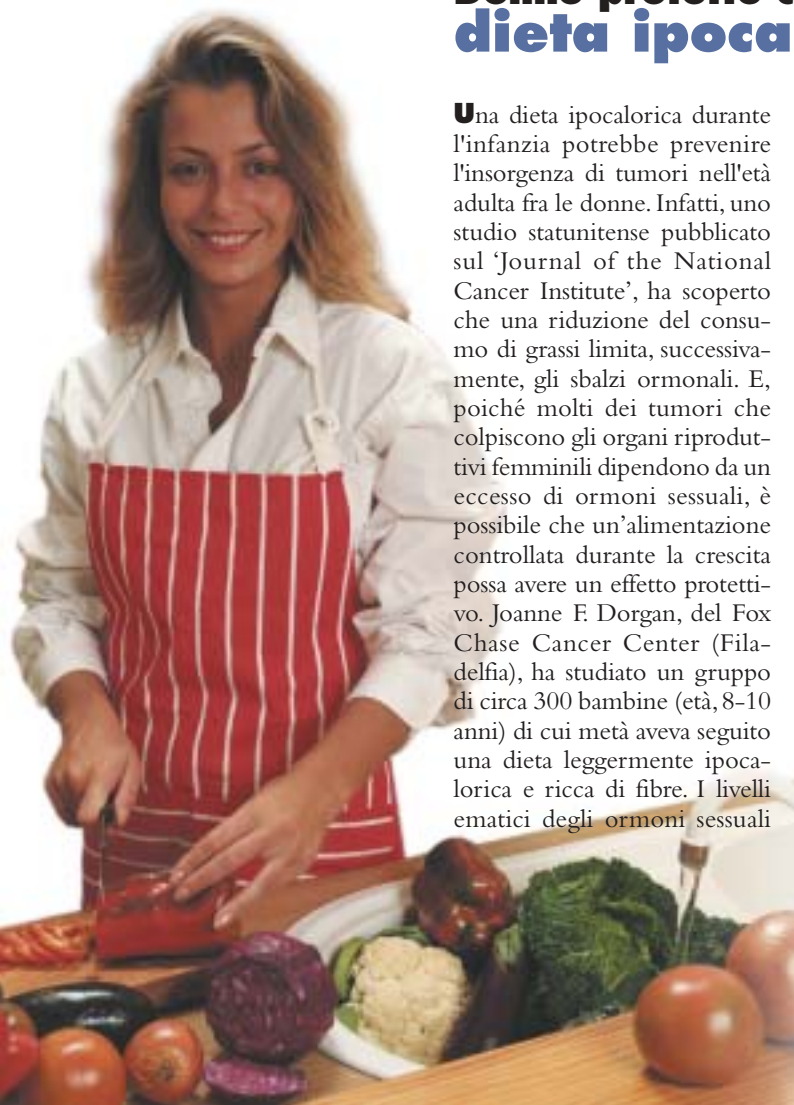 dieta ipoca
Una dieta ipocalorica durante
l'infanzia potrebbe prevenire
l'insorgenza di tumori nell'età
adulta fra le donne. Infatti, uno
studio statunitense pubblicato
sul ‘Journal of the National
Cancer Institute’, ha scoperto
che una riduzione del consu-
mo di grassi limita, successiva-
mente, gli sbalzi ormonali. E,
poiché molti dei tumori che
colpiscono gli organi riprodut-
tivi femminili dipendono da un
eccesso di ormoni sessuali, è
possibile che un’alimentazione
controllata durante la crescita
possa avere un effetto protetti-
vo. Joanne F. Dorgan, del Fox
Chase Cancer Center (Fila-
delfia), ha studiato un gruppo
di circa 300 bambine (età, 8-10
anni) di cui metà aveva seguito
una dieta leggermente ipoca-
lorica e ricca di fibre. I livelli
ematici degli ormoni sessuali